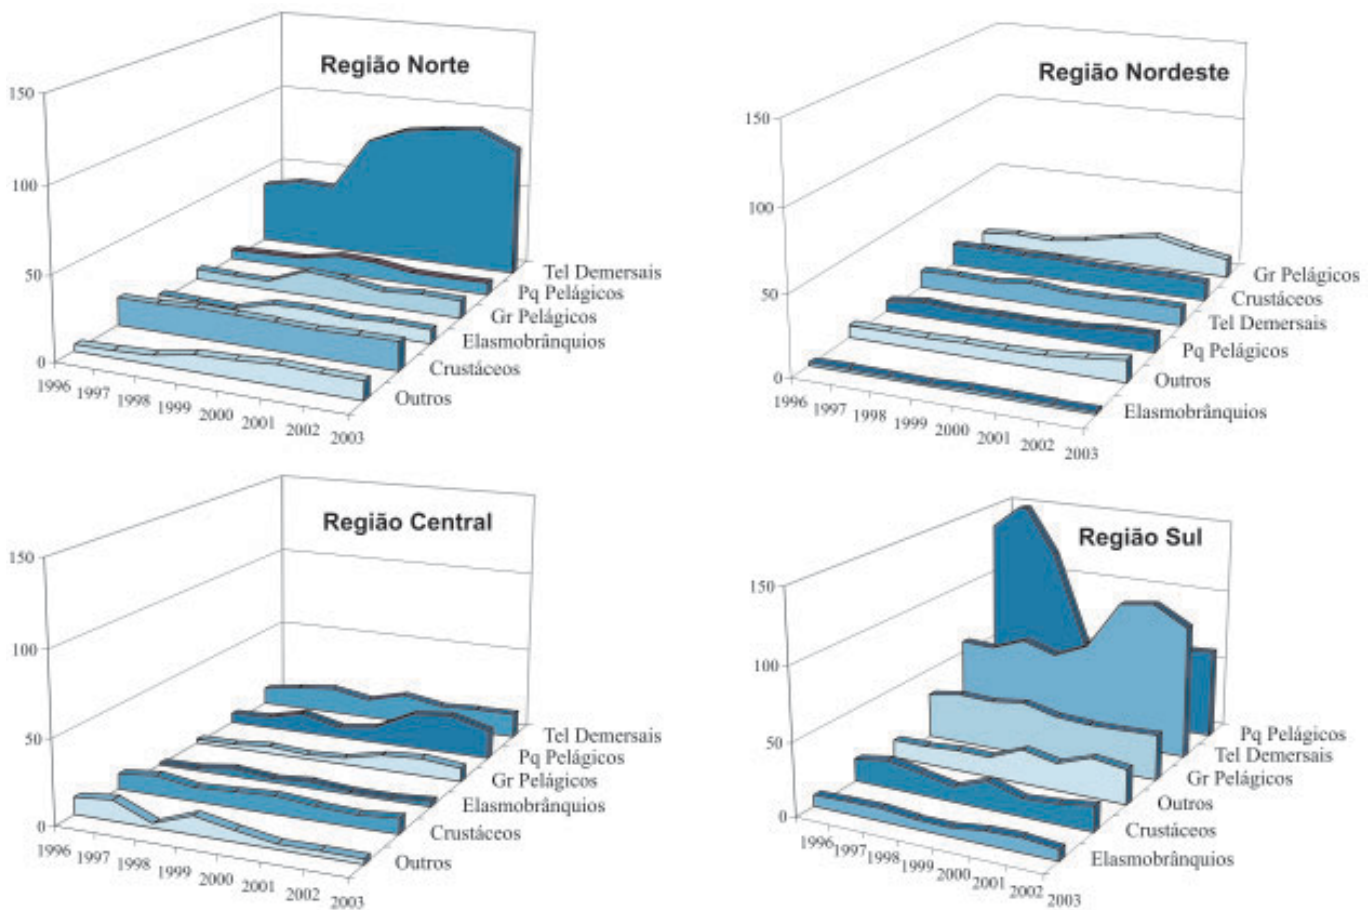 Região Norte
150
100
50
0
1996
1997
1998
1999
2000
2001
2002
2003
Tel Demersais
Pq Pelágicos
Gr Pelágicos
Elasmobrânquios
Crustáceos
Outros
Região Nordeste
150
100
50
0
1996
1997
1998
1999
2000
2001
2002
2003
Gr Pelágicos
Crustáceos
Tel Demersais
Pq Pelágicos
Outros
Elasmobrânquios
Região Central
150
100
50
0
1996
1997
1998
1999
2000
2001
2002
2003
Tel Demersais
Pq Pelágicos
Gr Pelágicos
Elasmobrânquios
Crustáceos
Outros
Região Sul
150
100
50
0
1996
1997
1998
1999
2000
2001
2002
2003
Pq Pelágicos
Tel Demersais
Gr Pelágicos
Outros
Crustáceos
Elasmobrânquios